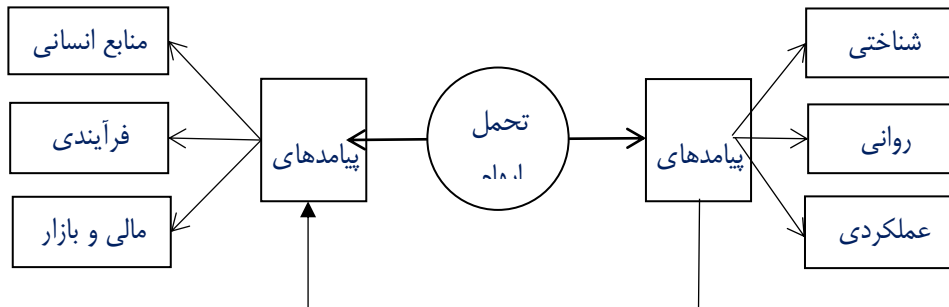 شناختی
روانی
عملکردی
پیامدهای
تحمل
پیامدهای
منابع انسانی
فرآیندی
مالی و بازار